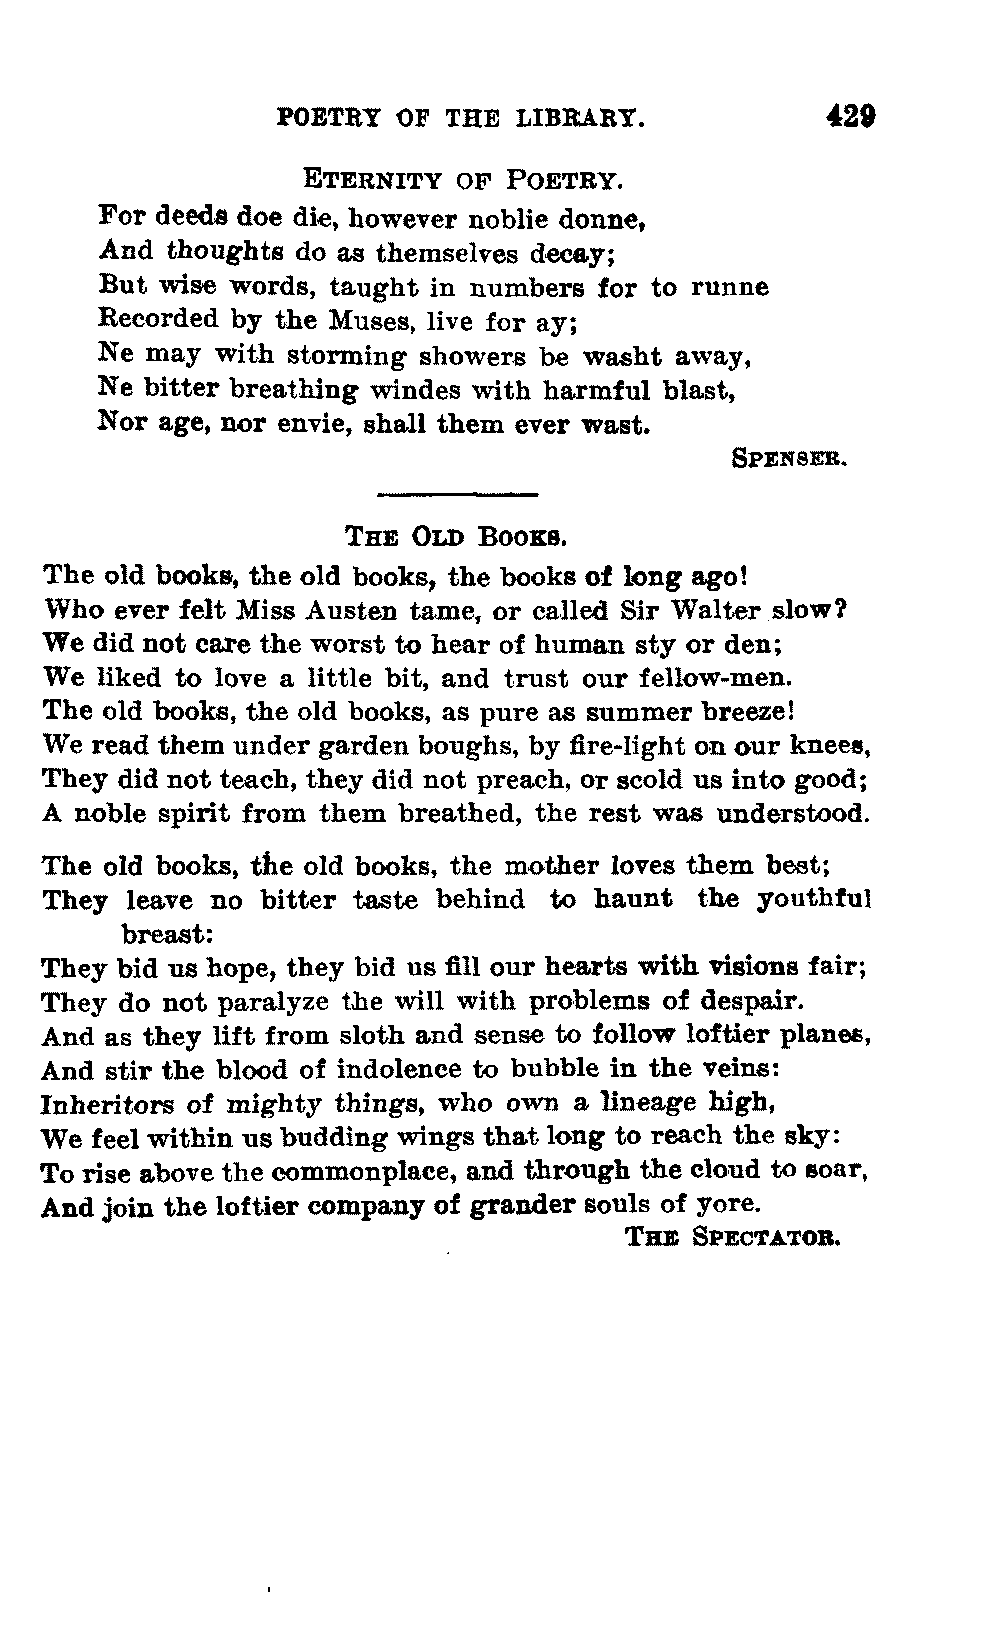 POETRY OF THE LIBRARY. 429
ETERNITY OF POETRY.
For deeds doe die, however noblie donne,
And thoughts do as themselves decay;
But wise words, taught in numbers for to runne
Recorded by the Muses, live for ay;
Ne may with storming showers be washt away,
Ne bitter breathing windes with harmful blast,
Nor age, nor envie, shall them ever wast.
SPENSER.
THE OLD BOOKS.
The old books, the old books, the books of long ago!
Who ever felt Miss Austen tame, or called Sir Walter slow?
We did not care the worst to hear of human sty or den;
We liked to love a little bit, and trust our fellow-men.
The old books, the old books, as pure as summer breeze!
We read them under garden boughs, by fire-light on our knees,
They did not teach, they did not preach, or scold us into good;
A noble spirit from them breathed, the rest was understood.
The old books, the old books, the mother loves them best;
They leave no bitter taste behind to haunt the youthful
breast:
They bid us hope, they bid us fill our hearts with visions fair;
They do not paralyze the will with problems of despair.
And as they lift from sloth and sense to follow loftier planes,
And stir the blood of indolence to bubble in the veins:
Inheritors of mighty things, who own a lineage high,
We feel within us budding wings that long to reach the sky:
To rise above the commonplace, and through the cloud to soar,
And join the loftier company of grander souls of yore.
THE SPECTATOR.